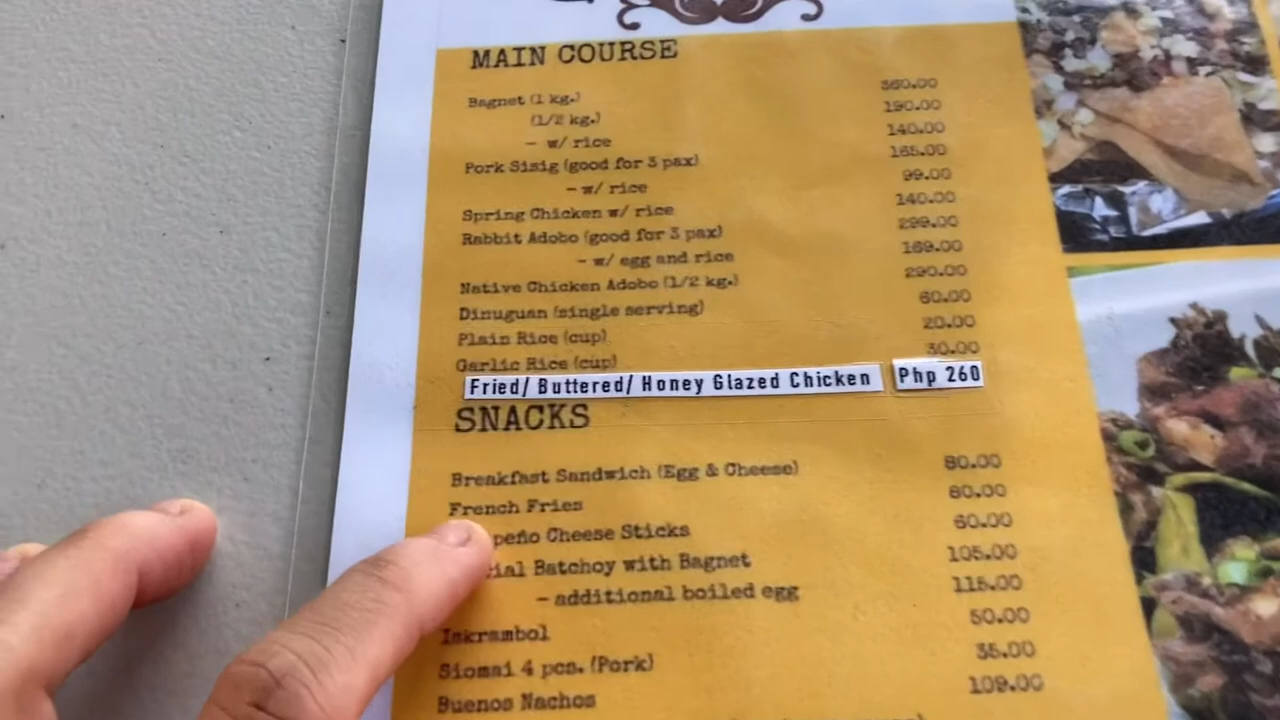 MAIN COURSE
Bagnet (1 kg.) 360.00
(1/2 kg.) 190.00
- w/ rice 140.00
Pork Sisig (good for 3 pax) 165.00
- w/ rice 99.00
Spring Chicken w/ rice 140.00
Rabbit Adobo (good for 3 pax) 299.00
- w/ egg and rice 169.00
Native Chicken Adobo (1/2 kg.) 290.00
Dinuguan (single serving) 60.00
Plain Rice (cup) 20.00
Garlic Rice (cup) 30.00
Fried/ Buttered/ Honey Glazed Chicken Php 260
SNACKS
Breakfast Sandwich (Egg & Cheese) 80.00
French Fries 80.00
peño Cheese Sticks 60.00
ial Batchoy with Bagnet 105.00
- additional boiled egg 115.00
Iskrambol 50.00
Siomai 4 pcs. (Pork) 35.00
Buenos Nachos 109.00